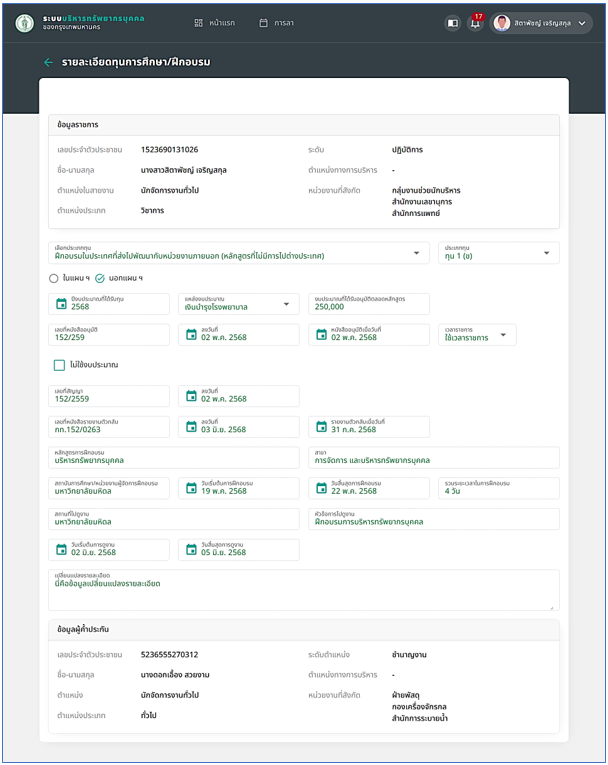 ระบบบริหารทรัพยากรบุคคล
ของกรุงเทพมหานคร
หน้าแรก
การลา
17
สิตาพัชญ์ เจริญสกุล
รายละเอียดทุนการศึกษา/ฝึกอบรม
ข้อมูลราชการ
เลขประจำตัวประชาชน 1523690131026 ระดับ ปฏิบัติการ
ชื่อ-นามสกุล นางสาวสิตาพัชญ์ เจริญสกุล ตำแหน่งทางการบริหาร -
ตำแหน่งในสายงาน นักจัดการงานทั่วไป หน่วยงานที่สังกัด กลุ่มงานช่วยนักบริหาร
สำนักงานเลขานุการ
สำนักการแพทย์
ตำแหน่งประเภท วิชาการ
เลือกประเภททุน
ฝึกอบรมในประเทศที่ส่งไปพัฒนากับหน่วยงานภายนอก (หลักสูตรที่ไม่มีการไปต่างประเทศ)
ประเภททุน
ทุน 1 (ข)
ในแผน ฯ นอกแผน ฯ
ปีงบประมาณที่ได้รับทุน
2568
แหล่งงบประมาณ
เงินบำรุงโรงพยาบาล
งบประมาณที่ได้รับอนุมัติตลอดหลักสูตร
250,000
เลขที่หนังสืออนุมัติ
152/259
ลงวันที่
02 พ.ค. 2568
หนังสืออนุมัติเมื่อวันที่
02 พ.ค. 2568
เวลาราชการ
ใช้เวลาราชการ
ไม่ใช้งบประมาณ
เลขที่สัญญา
152/2559
ลงวันที่
02 พ.ค. 2568
เลขที่หนังสือรายงานตัวกลับ
กท.152/0263
ลงวันที่
03 มิ.ย. 2568
รายงานตัวกลับเมื่อวันที่
31 ก.ค. 2568
หลักสูตรการฝึกอบรม
บริหารทรัพยากรบุคคล
สาขา
การจัดการ และบริหารทรัพยากรบุคคล
สถาบันการศึกษา/หน่วยงานผู้จัดการฝึกอบรม
มหาวิทยาลัยมหิดล
วันเริ่มต้นการฝึกอบรม
19 พ.ค. 2568
วันสิ้นสุดการฝึกอบรม
22 พ.ค. 2568
รวมระยะเวลาในการฝึกอบรม
4 วัน
สถานที่ไปดูงาน
มหาวิทยาลัยมหิดล
หัวข้อการไปดูงาน
ฝึกอบรมการบริหารทรัพยากรบุคคล
วันเริ่มต้นการดูงาน
02 มิ.ย. 2568
วันสิ้นสุดการดูงาน
05 มิ.ย. 2568
เปลี่ยนแปลงรายละเอียด
นี่คือข้อมูลเปลี่ยนแปลงรายละเอียด
ข้อมูลผู้ค้ำประกัน
เลขประจำตัวประชาชน 5236555270312 ระดับตำแหน่ง ชำนาญงาน
ชื่อ-นามสกุล นางดอกเอื้อง สวยงาม ตำแหน่งทางการบริหาร -
ตำแหน่ง นักจัดการงานทั่วไป หน่วยงานที่สังกัด ฝ่ายพัสดุ
กองเครื่องจักรกล
สำนักการระบายน้ำ
ตำแหน่งประเภท ทั่วไป